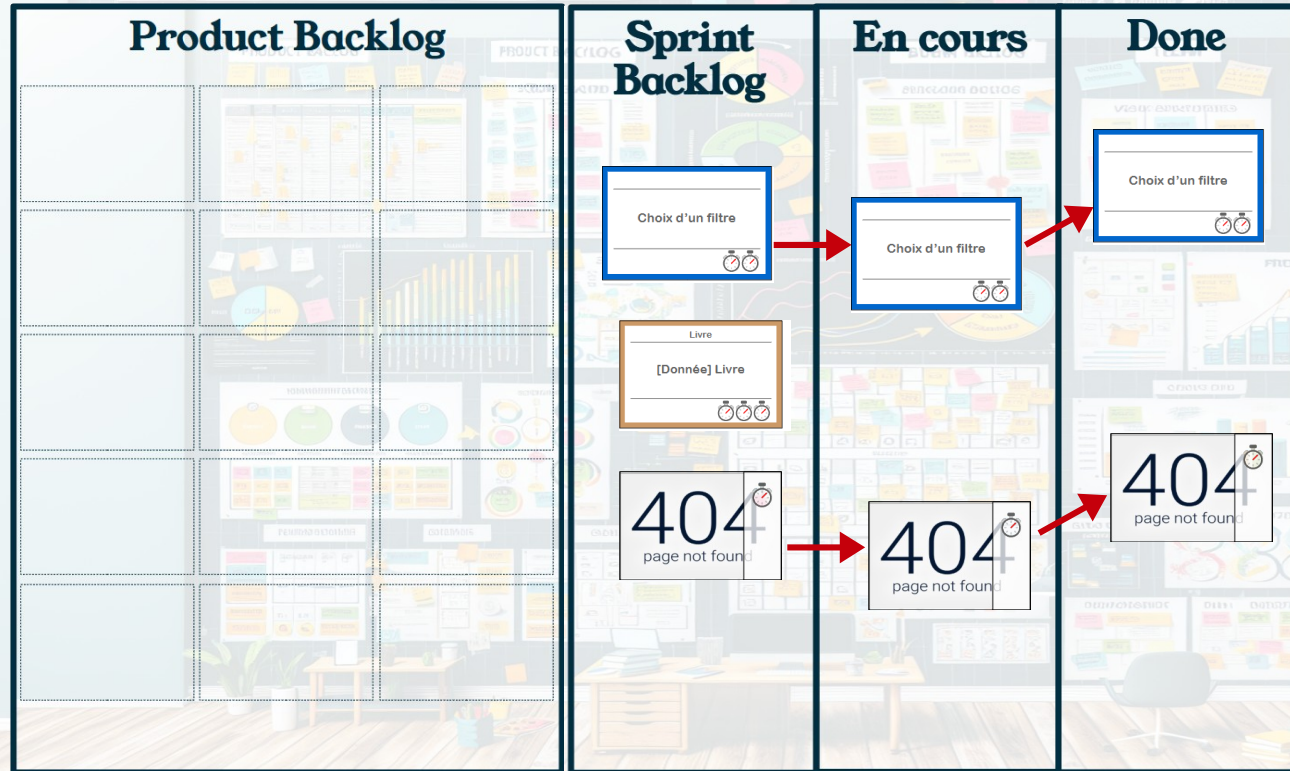 Product Backlog
Sprint
Backlog
En cours
Done
Choix d'un filtre
Choix d'un filtre
Choix d'un filtre
Livre
[Donnée] Livre
404
page not found
404
page not found
404
page not found